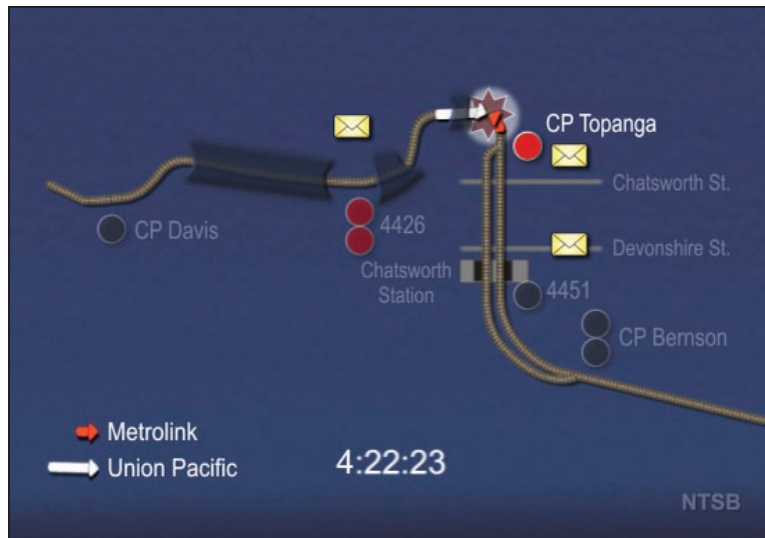 CP Topanga
Chatsworth St.
CP Davis
4426
Devonshire St.
Chatsworth
Station
4451
CP Bernson
Metrolink
Union Pacific
4:22:23
NTSB